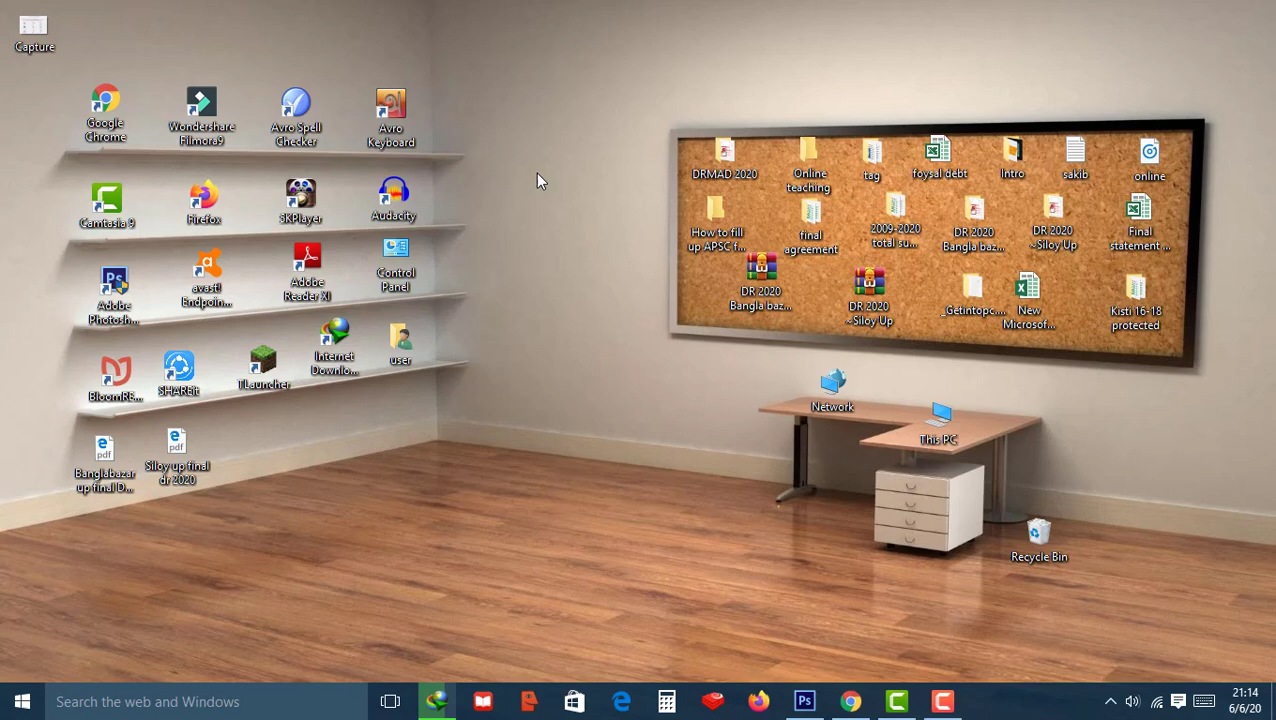 Capture
Google
Chrome
Wondershare
Filmora9
Avro Spell
Checker
Avro
Keyboard
Camtasia 9
Firefox
SKPlayer
Audacity
Adobe
Photosh...
avast!
Endpoin...
Adobe
Reader XI
Control
Panel
BloomRE...
SHAREit
TLauncher
Internet
Downlo...
user
Banglabazar
up final D...
Siloy up final
dr 2020
DRMAD 2020
Online
teaching
tag
foysal debt
Intro
sakib
online
How to fill
up APSC f...
final
agreement
2009-2020
total su...
DR 2020
Bangla baz...
DR 2020
~Siloy Up
Final
statement ...
DR 2020
Bangla baz...
DR 2020
~Siloy Up
_Getintopc....
New
Microsof...
Kisti 16-18
protected
Network
This PC
Recycle Bin
Search the web and Windows
21:14
6/6/20